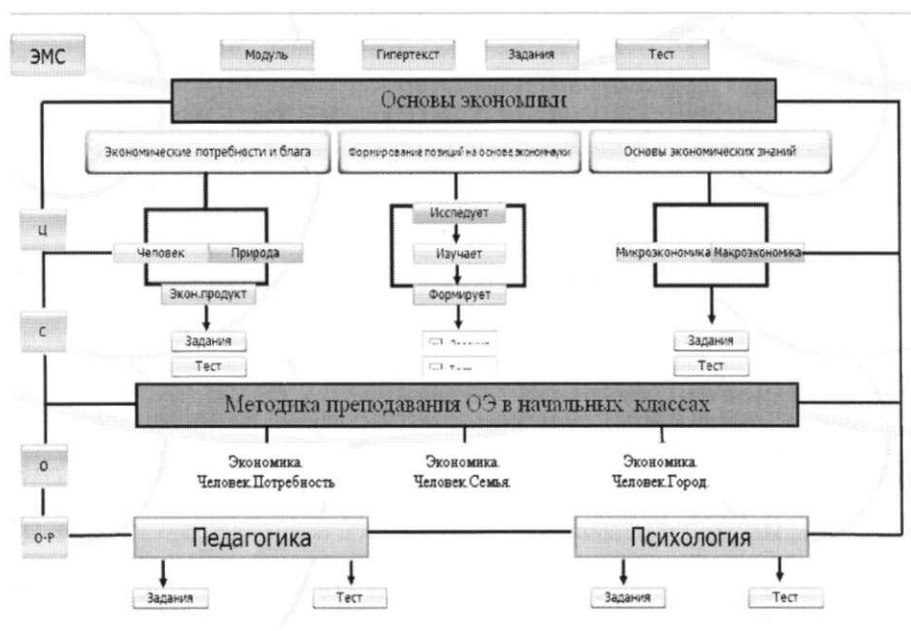 ЭМС
Модуль Гипертекст Задания Тест
Основы экономики
Экономические потребности и блага Формирование позиций на основе экономнауки Основы экономических знаний
Ц
Исследует
Человек Природа Изучает Микроэкономика Макроэкономика
Экон.продукт Формирует
С
Задания Задания
Тест Тест
Методика преподавания ОЭ в начальных классах
О
Экономика. Экономика. Экономика.
Человек.Потребность Человек.Семья. Человек.Город.
О-Р
Педагогика Психология
Задания Тест Задания Тест